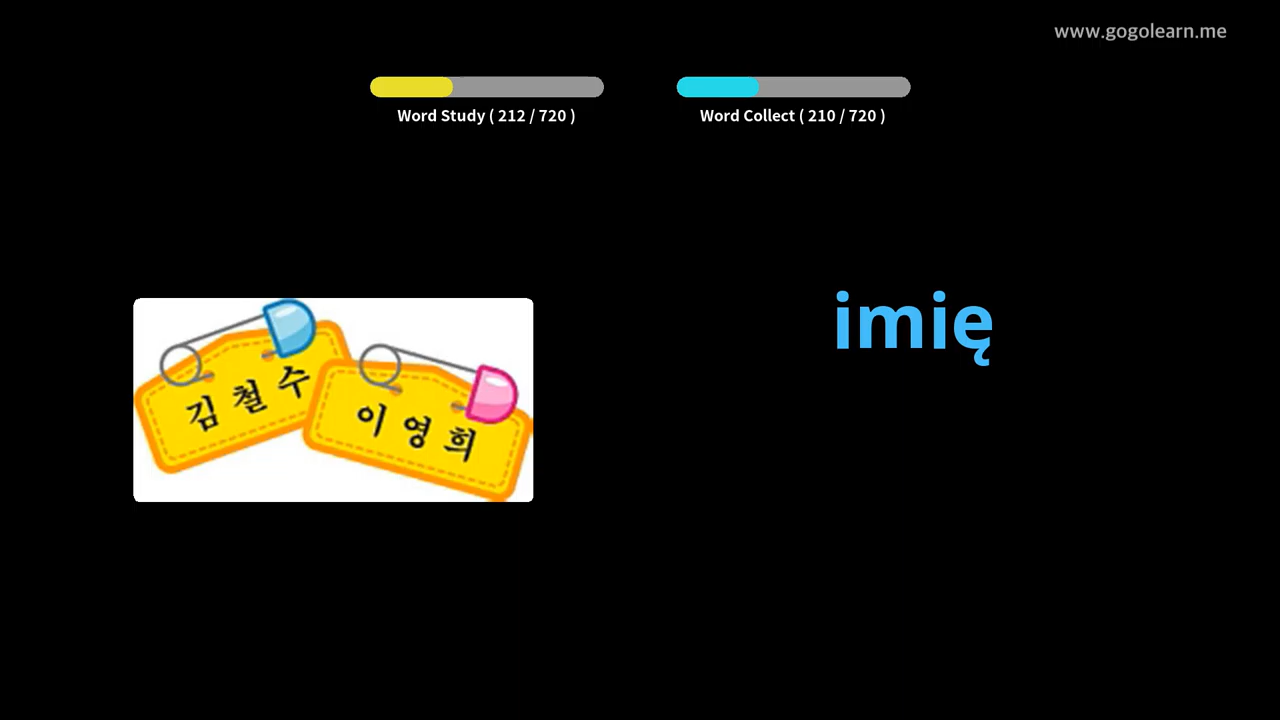 www.gogolearn.me
Word Study ( 212 / 720 )
Word Collect ( 210 / 720 )
imię
김철수
이영희